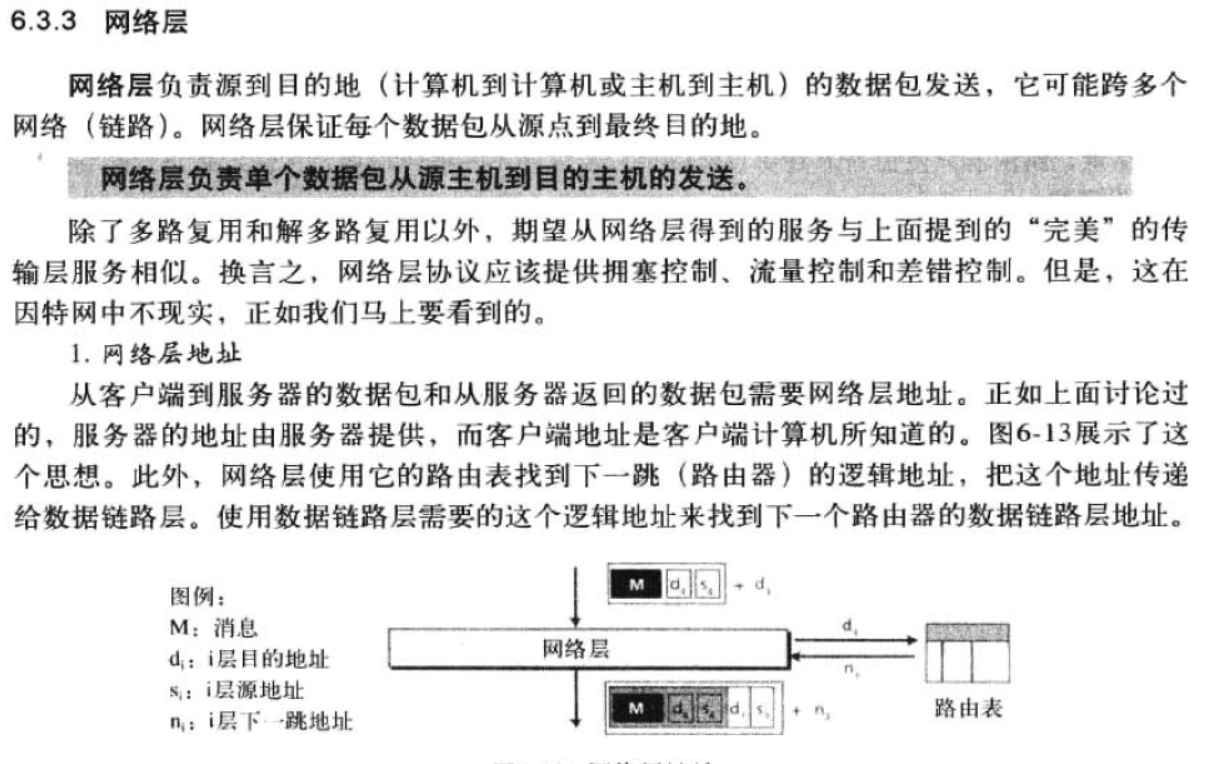 6.3.3 网络层
网络层负责源到目的地（计算机到计算机或主机到主机）的数据包发送，它可能跨多个
网络（链路）。网络层保证每个数据包从源点到最终目的地。
网络层负责单个数据包从源主机到目的主机的发送。
除了多路复用和解多路复用以外，期望从网络层得到的服务与上面提到的“完美”的传
输层服务相似。换言之，网络层协议应该提供拥塞控制、流量控制和差错控制。但是，这在
因特网中不现实，正如我们马上要看到的。
1. 网络层地址
从客户端到服务器的数据包和从服务器返回的数据包需要网络层地址。正如上面讨论过
的，服务器的地址由服务器提供，而客户端地址是客户端计算机所知道的。图6-13展示了这
个思想。此外，网络层使用它的路由表找到下一跳（路由器）的逻辑地址，把这个地址传递
给数据链路层。使用数据链路层需要的这个逻辑地址来找到下一个路由器的数据链路层地址。
图例：
M：消息
di：i层目的地址
si：i层源地址
ni：i层下一跳地址
M d s + d
网络层
d
n
M d s d s + n
路由表